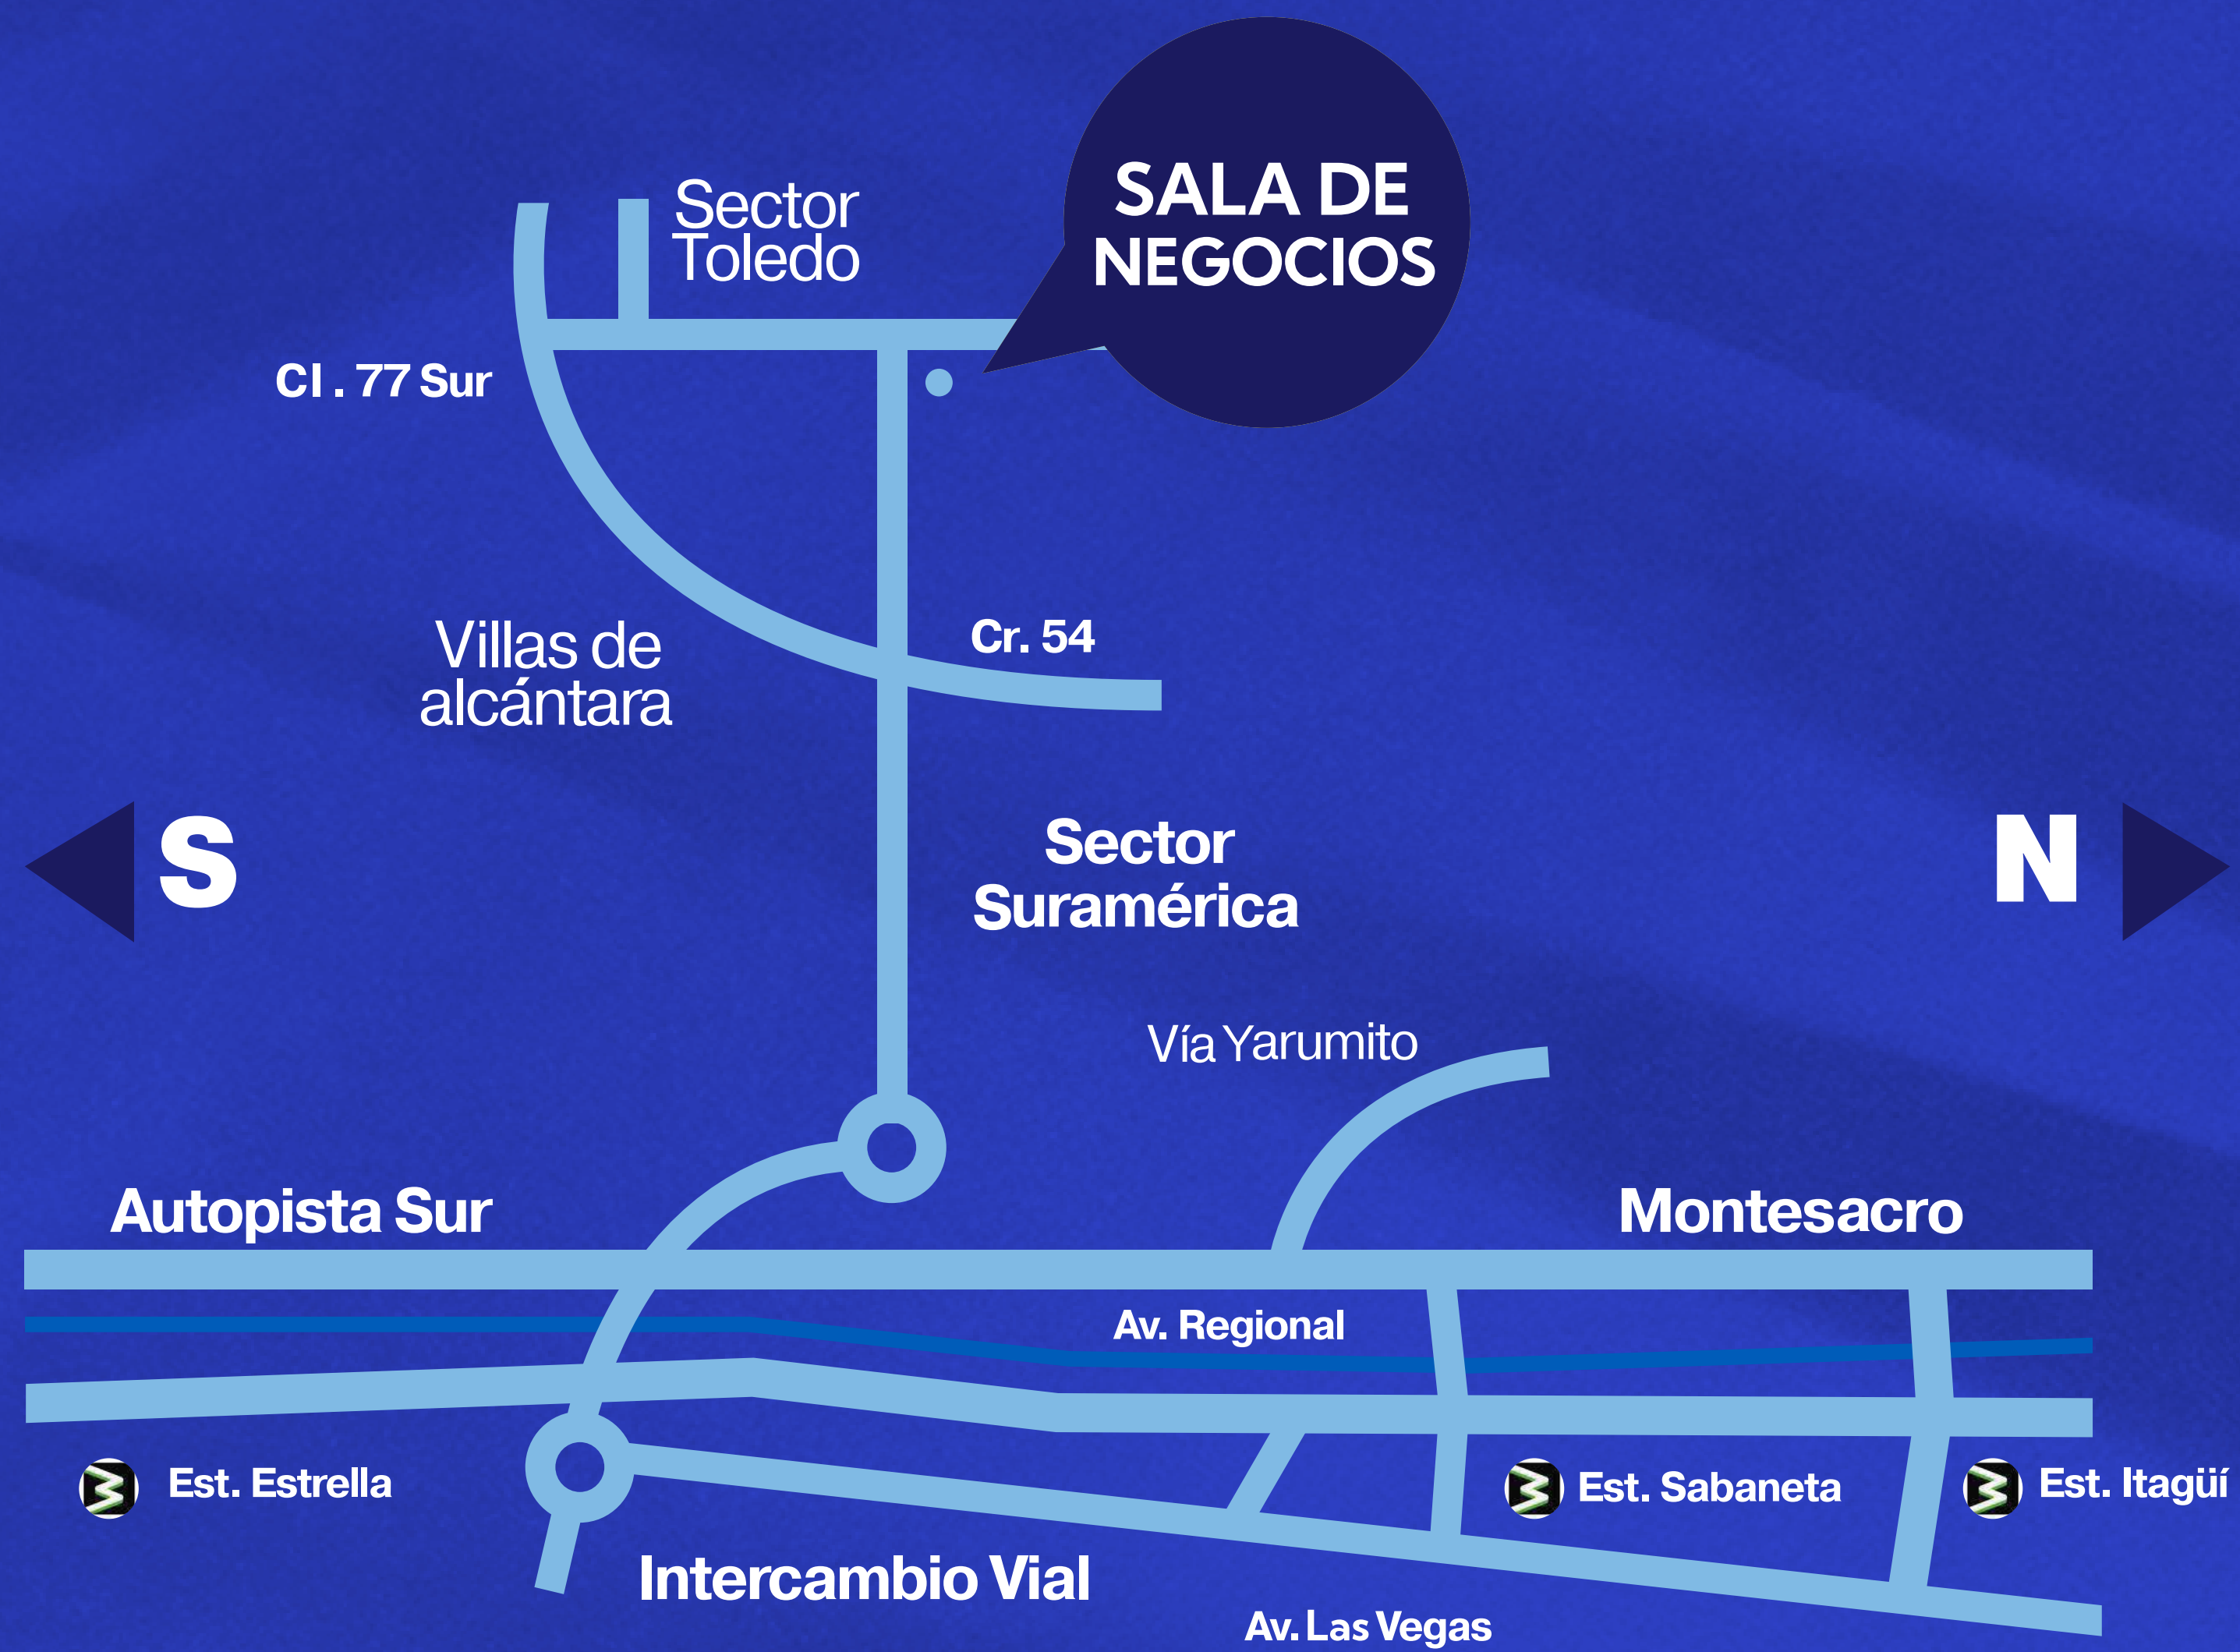 SALA DE
NEGOCIOS
Sector
Toledo
Cl . 77 Sur
Villas de
alcántara
Cr. 54
S
Sector
Suramérica
N
Vía Yarumito
Autopista Sur
Montesacro
Av. Regional
Est. Estrella
Est. Sabaneta
Est. Itagüí
Intercambio Vial
Av. Las Vegas